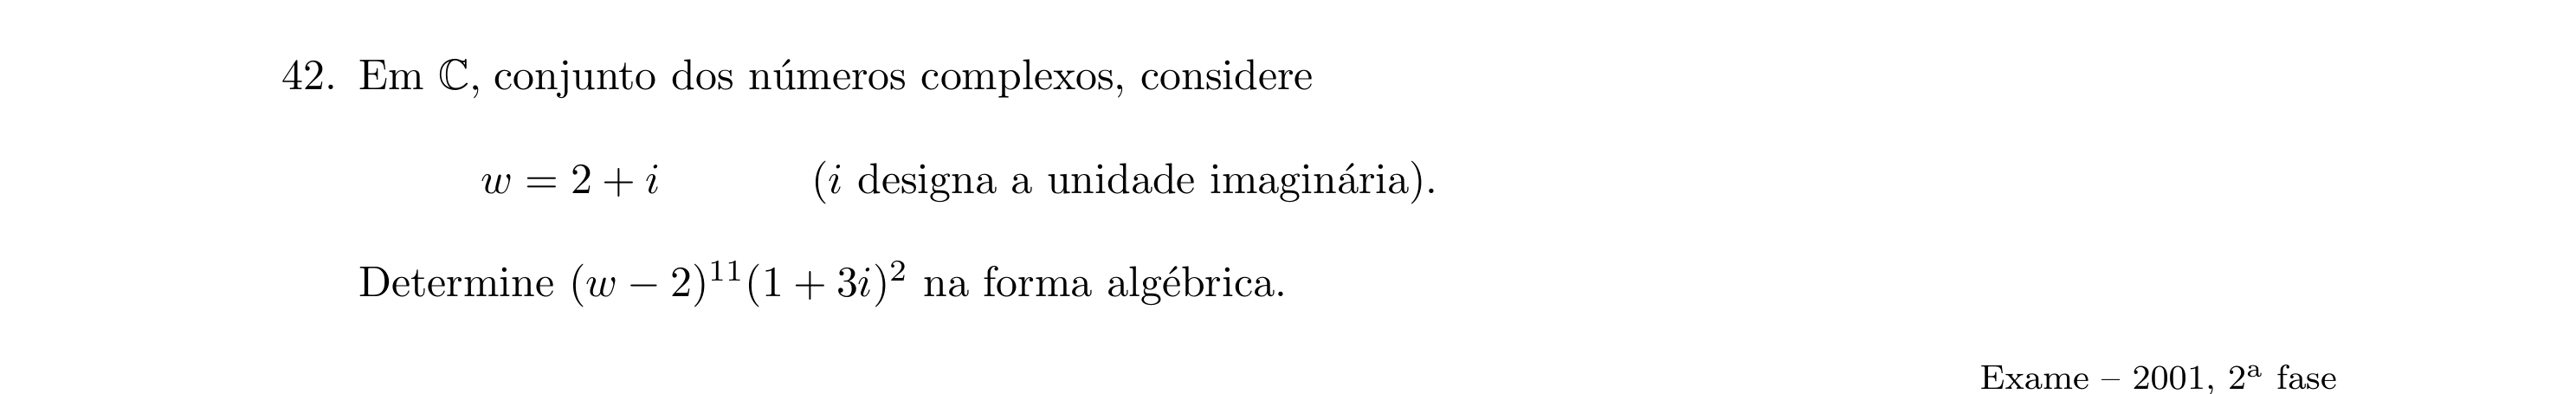 42. Em ℂ, conjunto dos números complexos, considere
w = 2 + i (i designa a unidade imaginária).
Determine (w − 2)¹¹(1 + 3i)² na forma algébrica.
Exame – 2001, 2ª fase